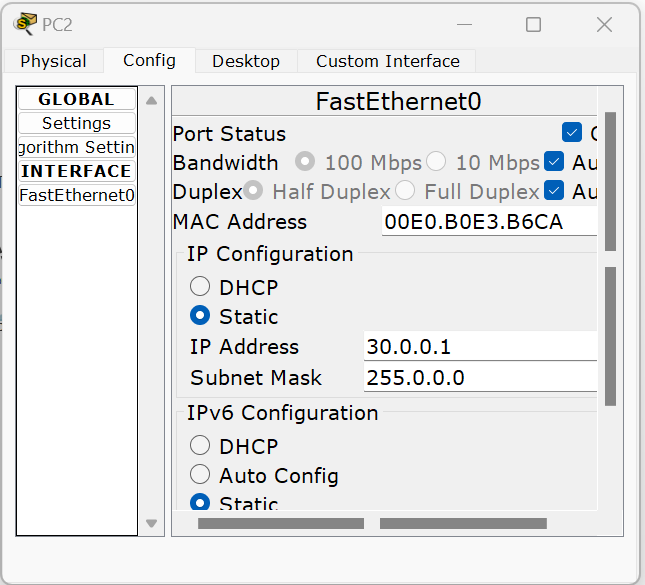 PC2
Physical Config Desktop Custom Interface
GLOBAL
Settings
gorithm Settin
INTERFACE
FastEthernet0
FastEthernet0
Port Status
Bandwidth 100 Mbps 10 Mbps Au
Duplex Half Duplex Full Duplex Au
MAC Address 00E0.B0E3.B6CA
IP Configuration
DHCP
Static
IP Address 30.0.0.1
Subnet Mask 255.0.0.0
IPv6 Configuration
DHCP
Auto Config
Static